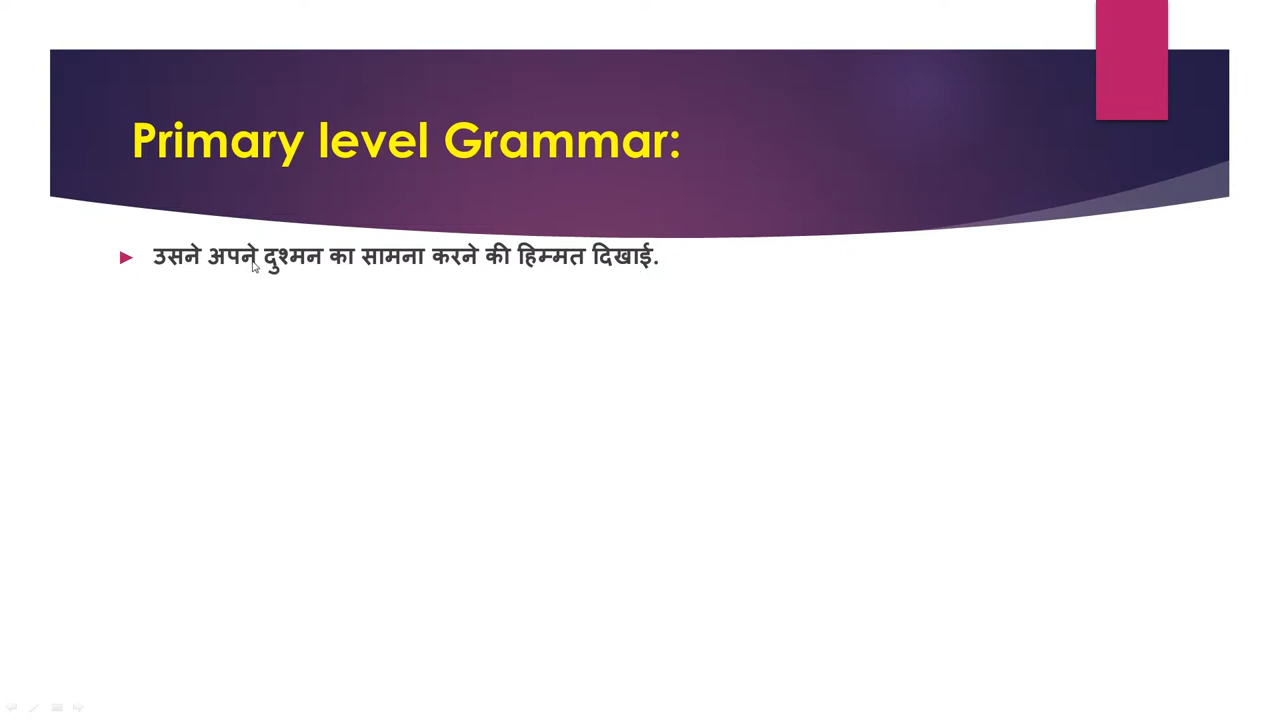 Primary level Grammar:
उसने अपने दुश्मन का सामना करने की हिम्मत दिखाई.